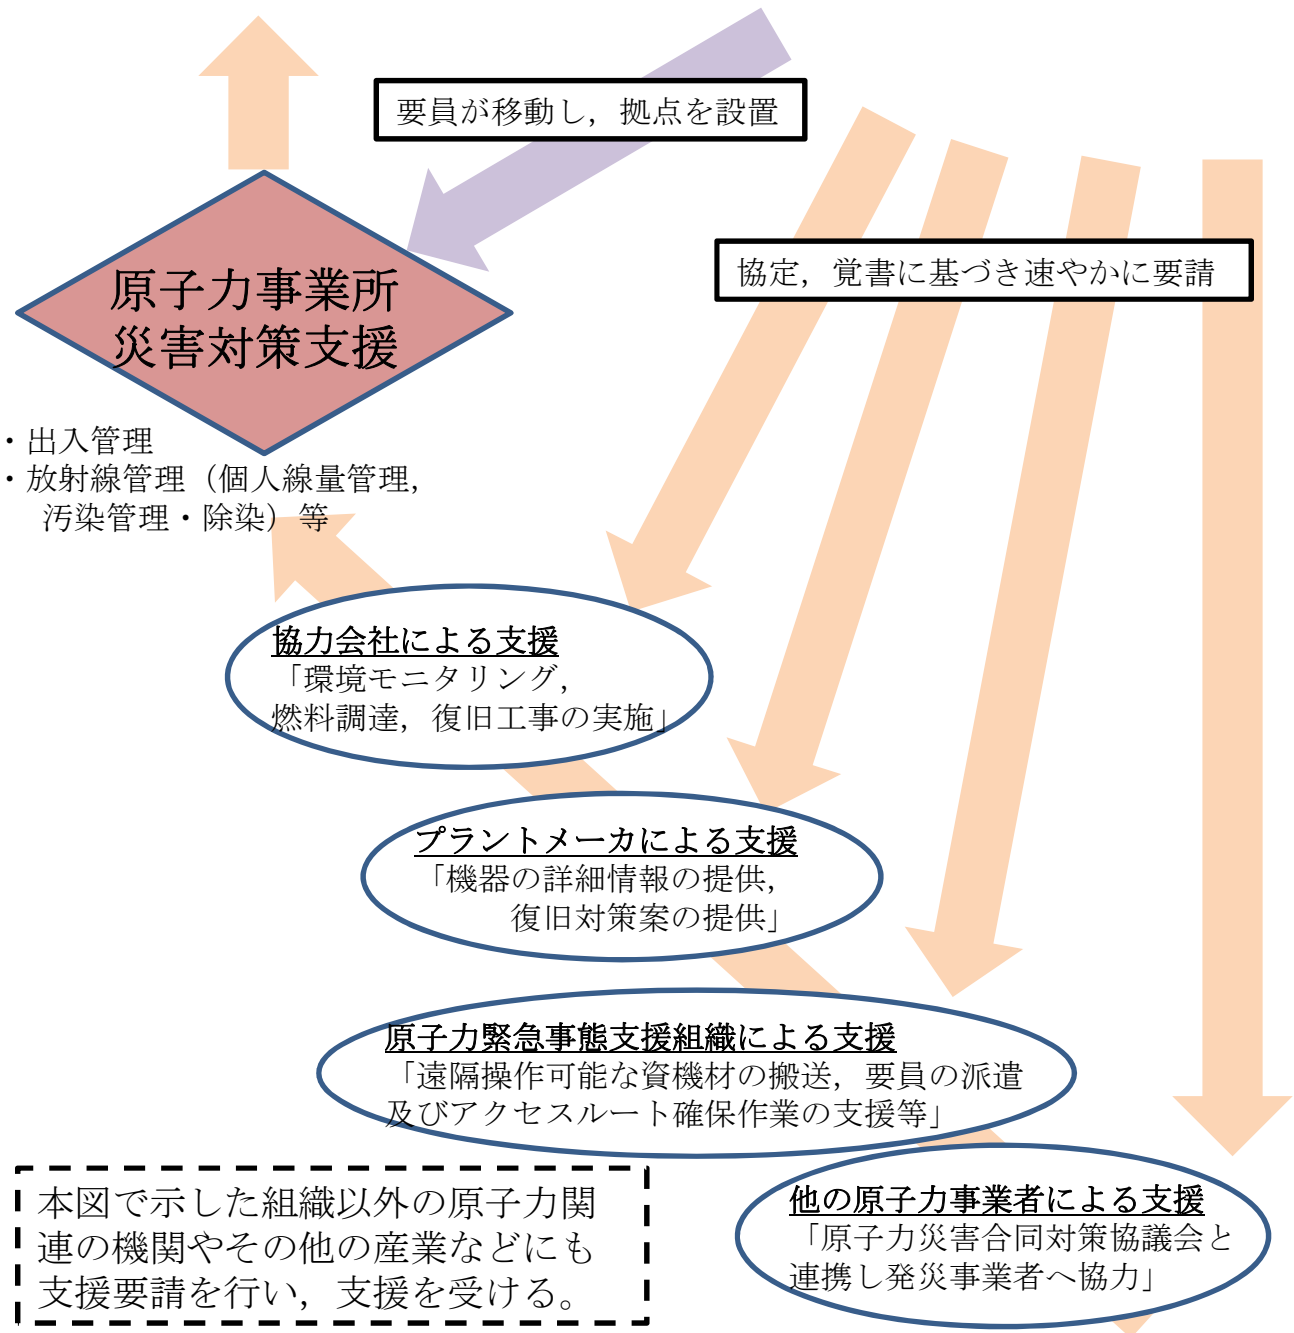 要員が移動し，拠点を設置
協定，覚書に基づき速やかに要請
原子力事業所
災害対策支援
・出入管理
・放射線管理（個人線量管理，
汚染管理・除染）等
協力会社による支援
「環境モニタリング，
燃料調達，復旧工事の実施」
プラントメーカによる支援
「機器の詳細情報の提供，
復旧対策案の提供」
原子力緊急事態支援組織による支援
「遠隔操作可能な資機材の搬送，要員の派遣
及びアクセスルート確保作業の支援等」
他の原子力事業者による支援
「原子力災害合同対策協議会と
連携し発災事業者へ協力」
本図で示した組織以外の原子力関
連の機関やその他の産業などにも
支援要請を行い，支援を受ける。